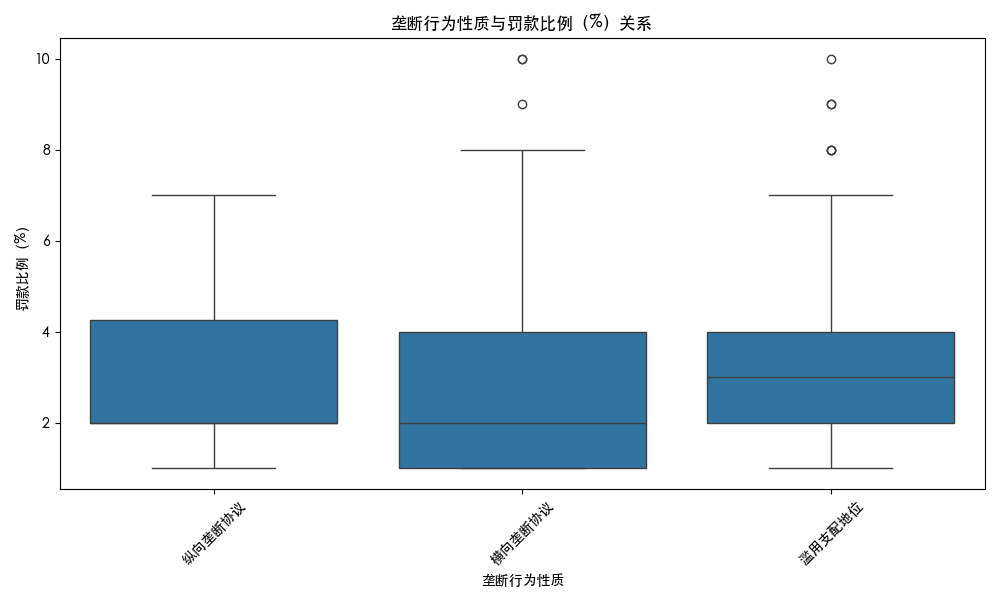 垄断行为性质与罚款比例（%）关系
罚款比例（%）
10
8
6
4
2
纵向垄断协议
横向垄断协议
滥用支配地位
垄断行为性质